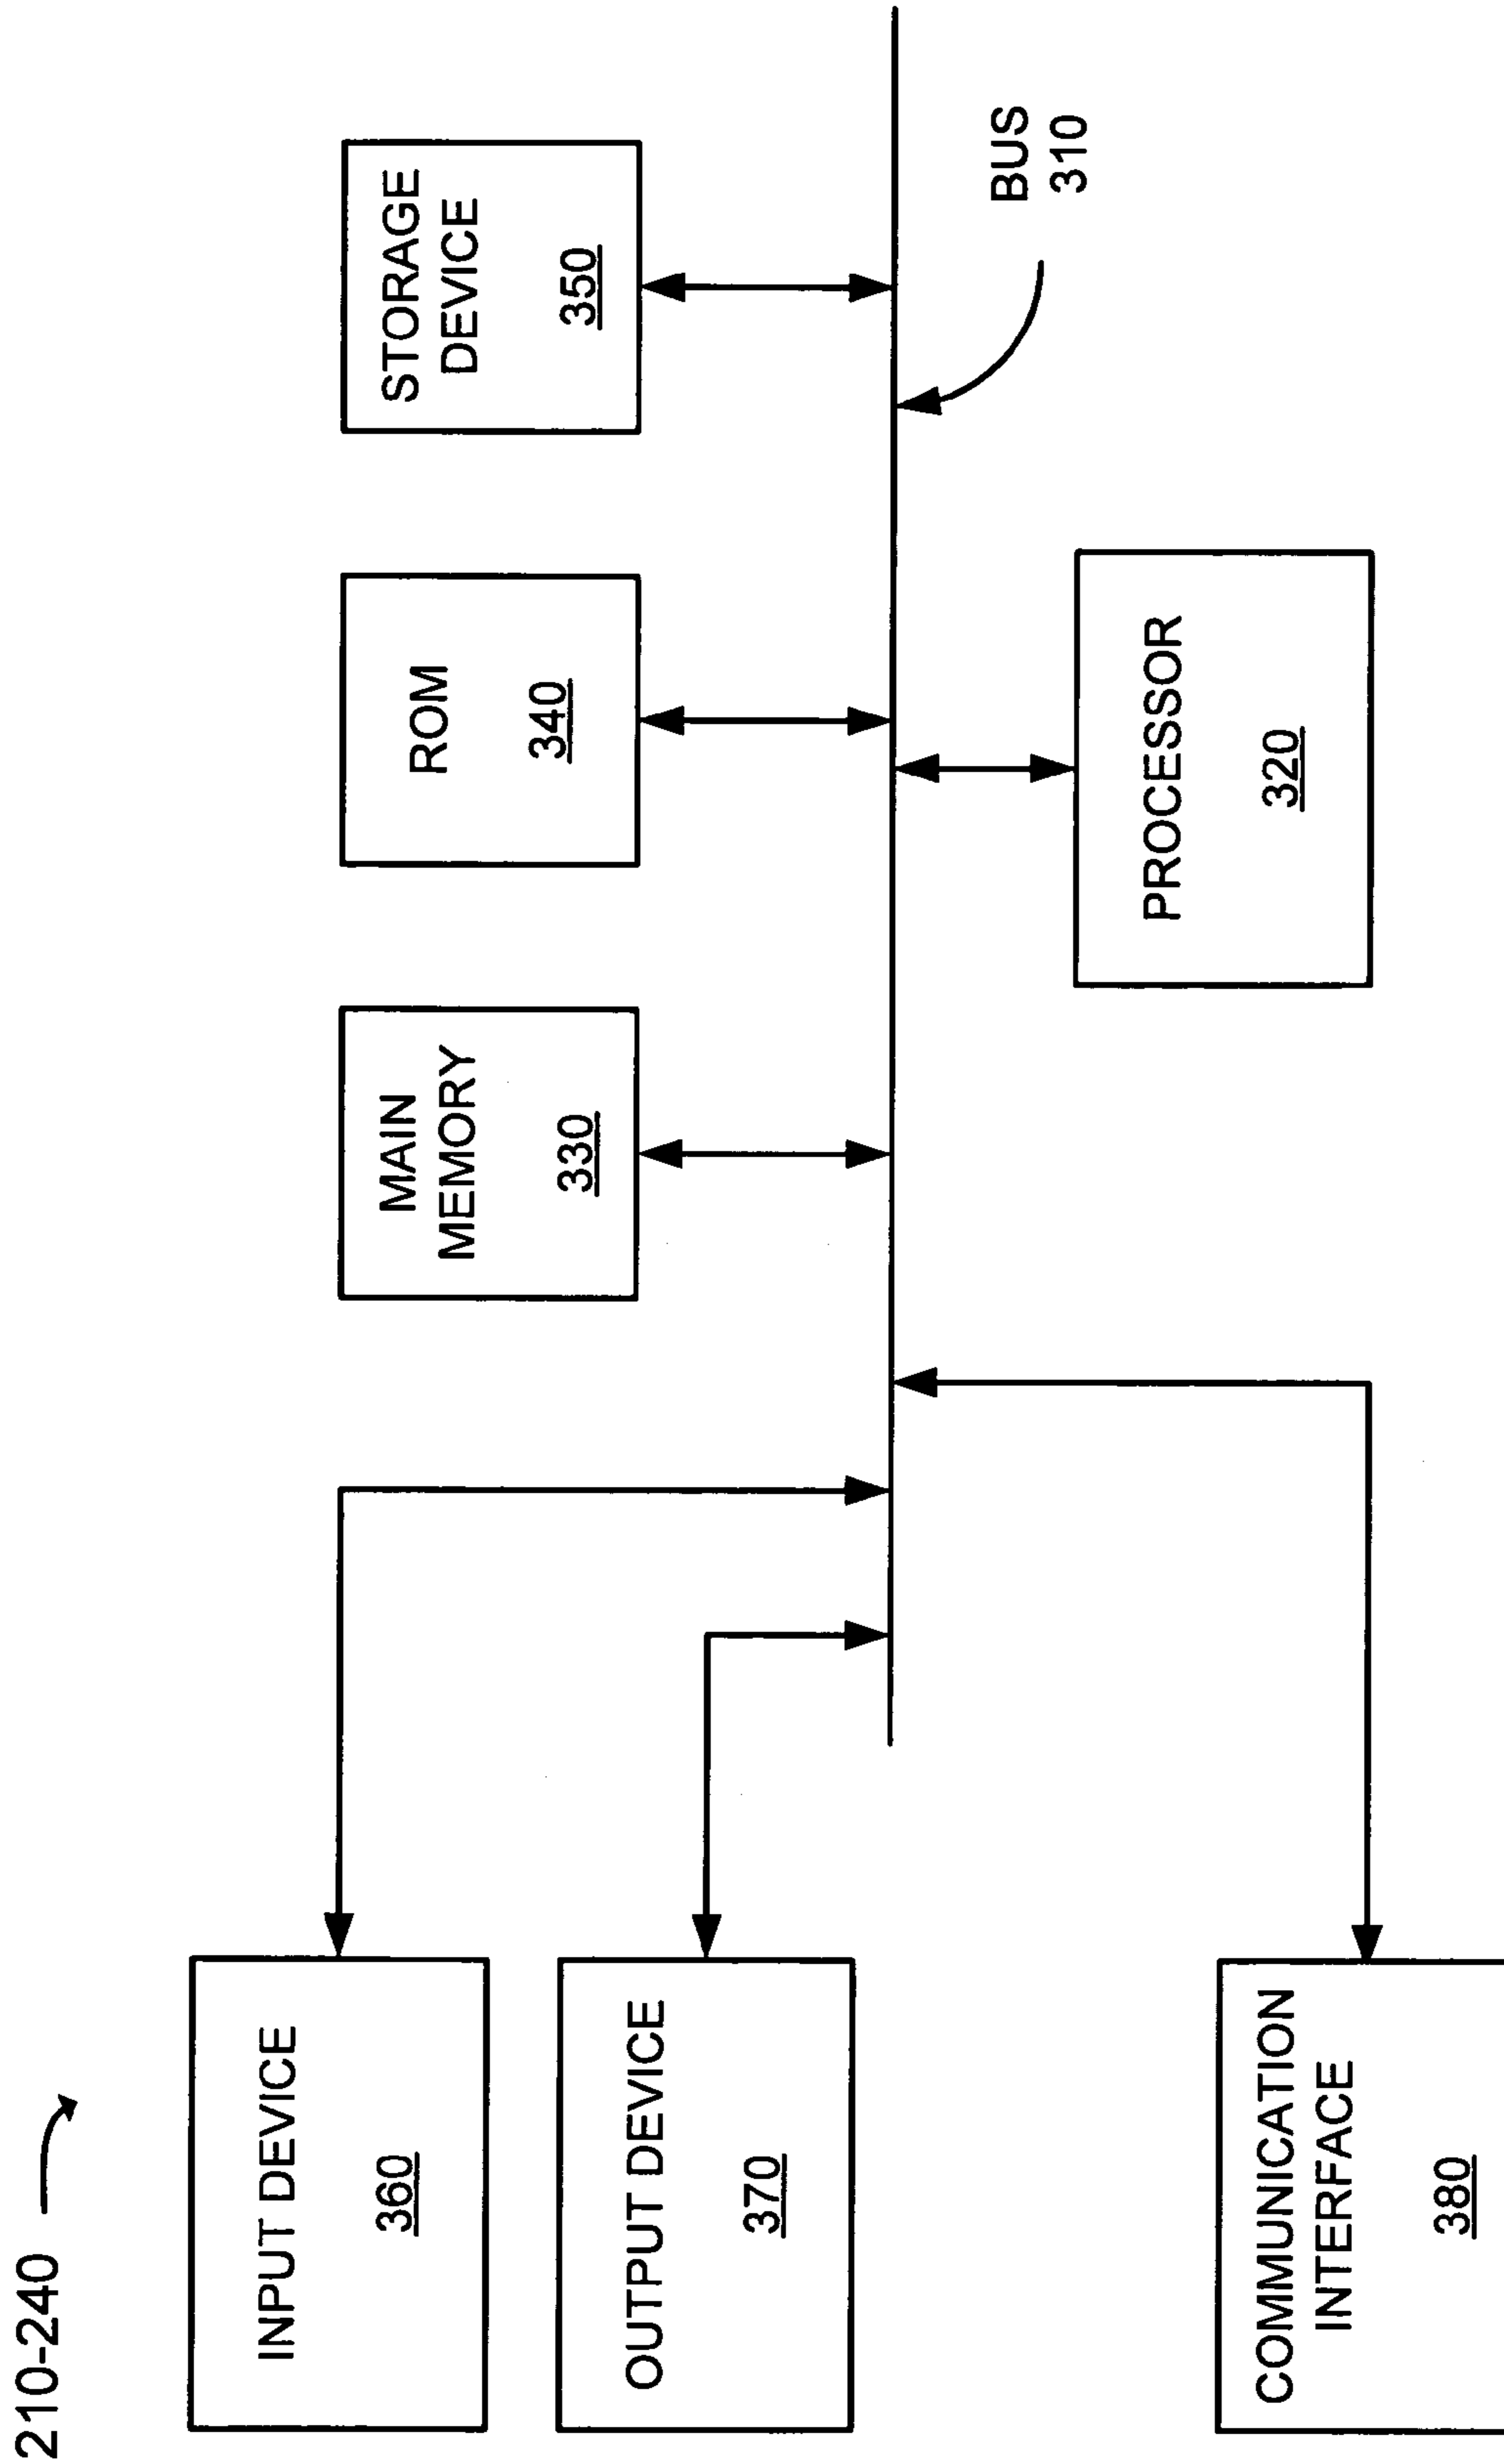 210-240
INPUT DEVICE
360
OUTPUT DEVICE
370
COMMUNICATION
INTERFACE
380
MAIN
MEMORY
330
ROM
340
STORAGE
DEVICE
350
PROCESSOR
320
BUS
310